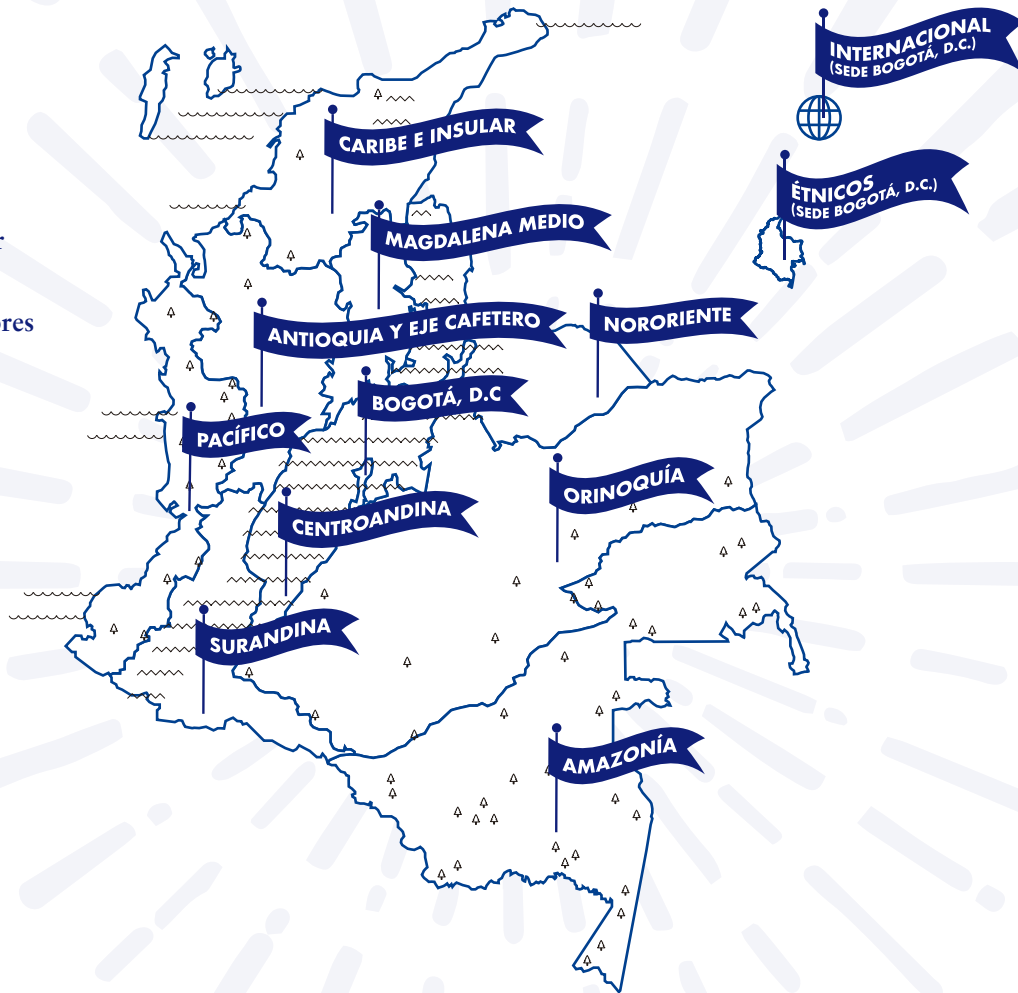 INTERNACIONAL
(SEDE BOGOTÁ, D.C.)
CARIBE E INSULAR
ÉTNICOS
(SEDE BOGOTÁ, D.C.)
MAGDALENA MEDIO
ANTIOQUIA Y EJE CAFETERO
NORORIENTE
BOGOTÁ, D.C
PACÍFICO
ORINOQUÍA
CENTROANDINA
SURANDINA
AMAZONÍA